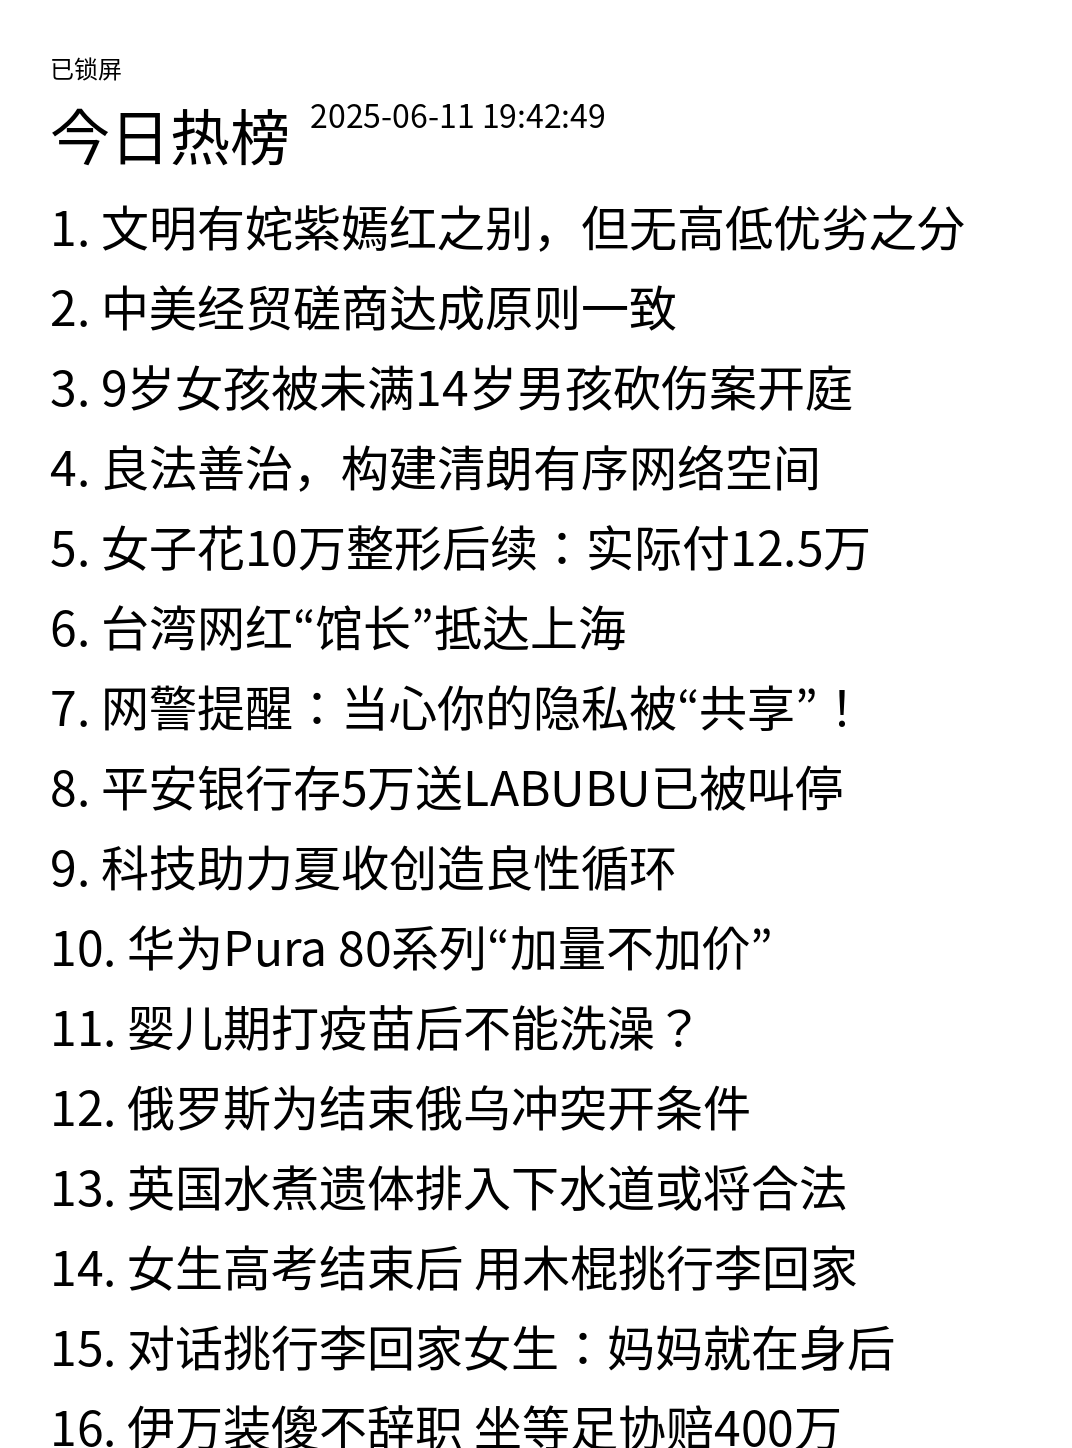 已锁屏
今日热榜 2025-06-11 19:42:49
1. 文明有姹紫嫣红之别，但无高低优劣之分
2. 中美经贸磋商达成原则一致
3. 9岁女孩被未满14岁男孩砍伤案开庭
4. 良法善治，构建清朗有序网络空间
5. 女子花10万整形后续：实际付12.5万
6. 台湾网红“馆长”抵达上海
7. 网警提醒：当心你的隐私被“共享”！
8. 平安银行存5万送LABUBU已被叫停
9. 科技助力夏收创造良性循环
10. 华为Pura 80系列“加量不加价”
11. 婴儿期打疫苗后不能洗澡？
12. 俄罗斯为结束俄乌冲突开条件
13. 英国水煮遗体排入下水道或将合法
14. 女生高考结束后 用木棍挑行李回家
15. 对话挑行李回家女生：妈妈就在身后
16. 伊万装傻不辞职 坐等足协赔400万